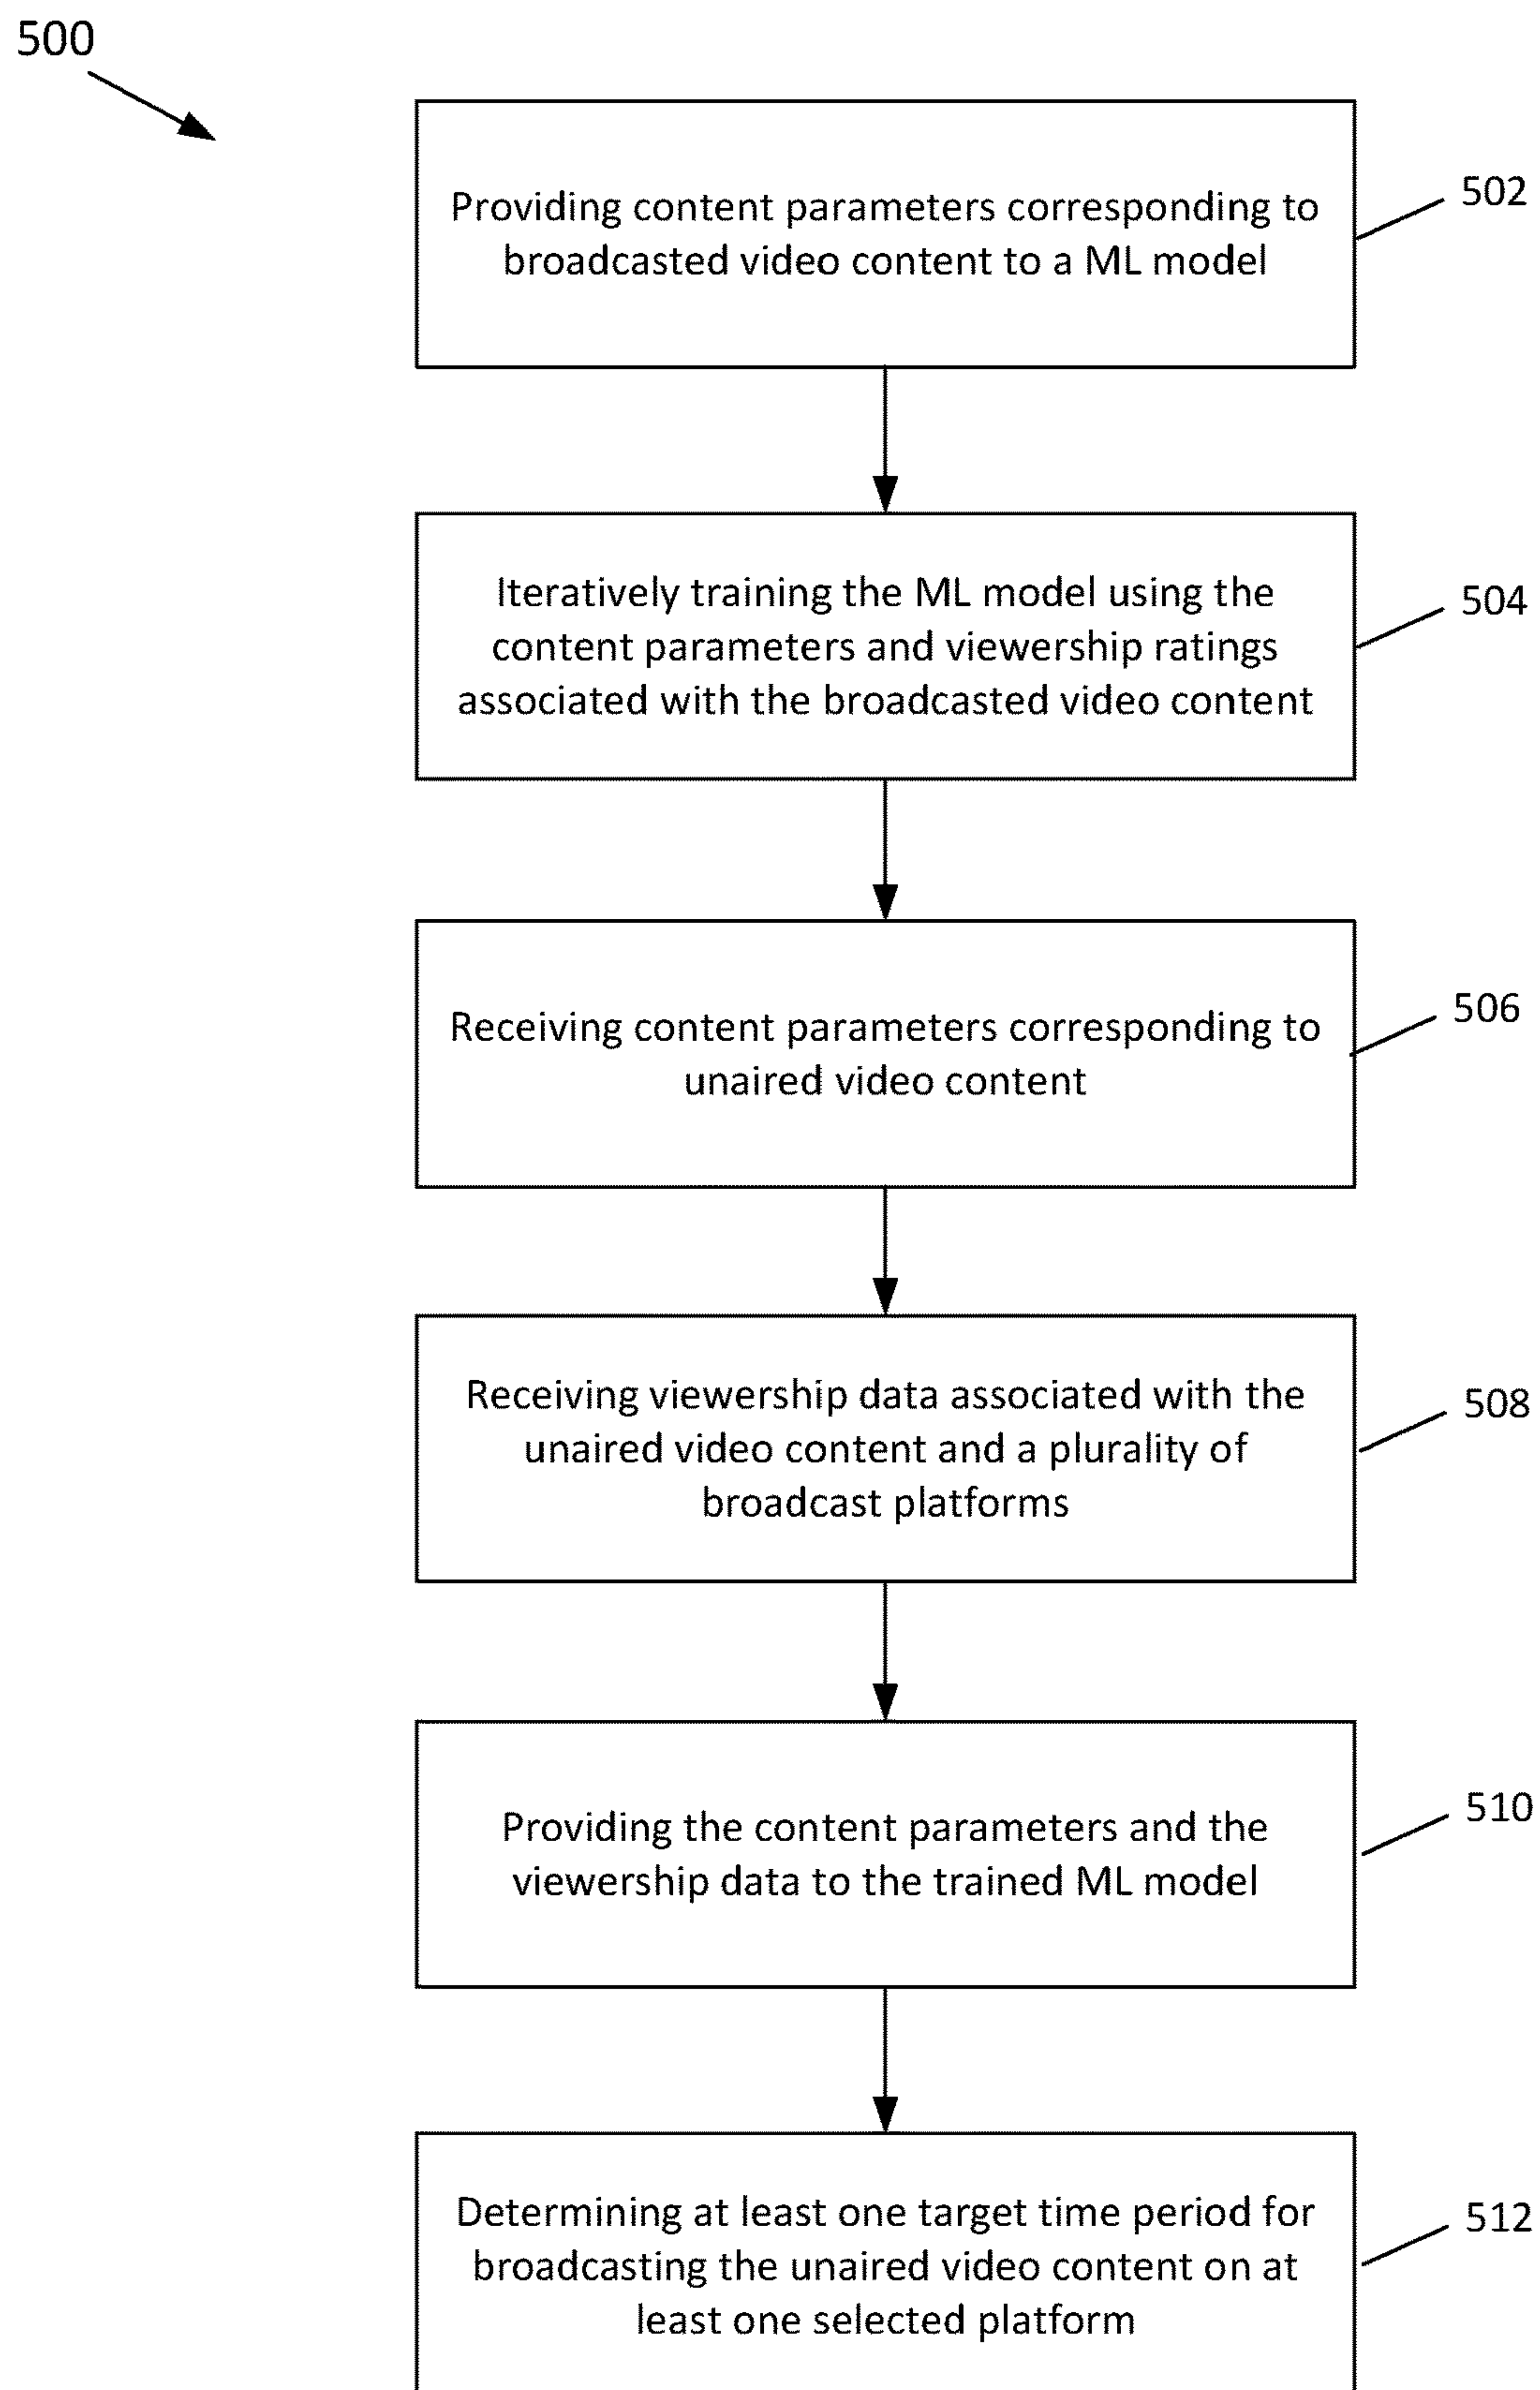 500
Providing content parameters corresponding to
broadcasted video content to a ML model
502
Iteratively training the ML model using the
content parameters and viewership ratings
associated with the broadcasted video content
504
Receiving content parameters corresponding to
unaired video content
506
Receiving viewership data associated with the
unaired video content and a plurality of
broadcast platforms
508
Providing the content parameters and the
viewership data to the trained ML model
510
Determining at least one target time period for
broadcasting the unaired video content on at
least one selected platform
512